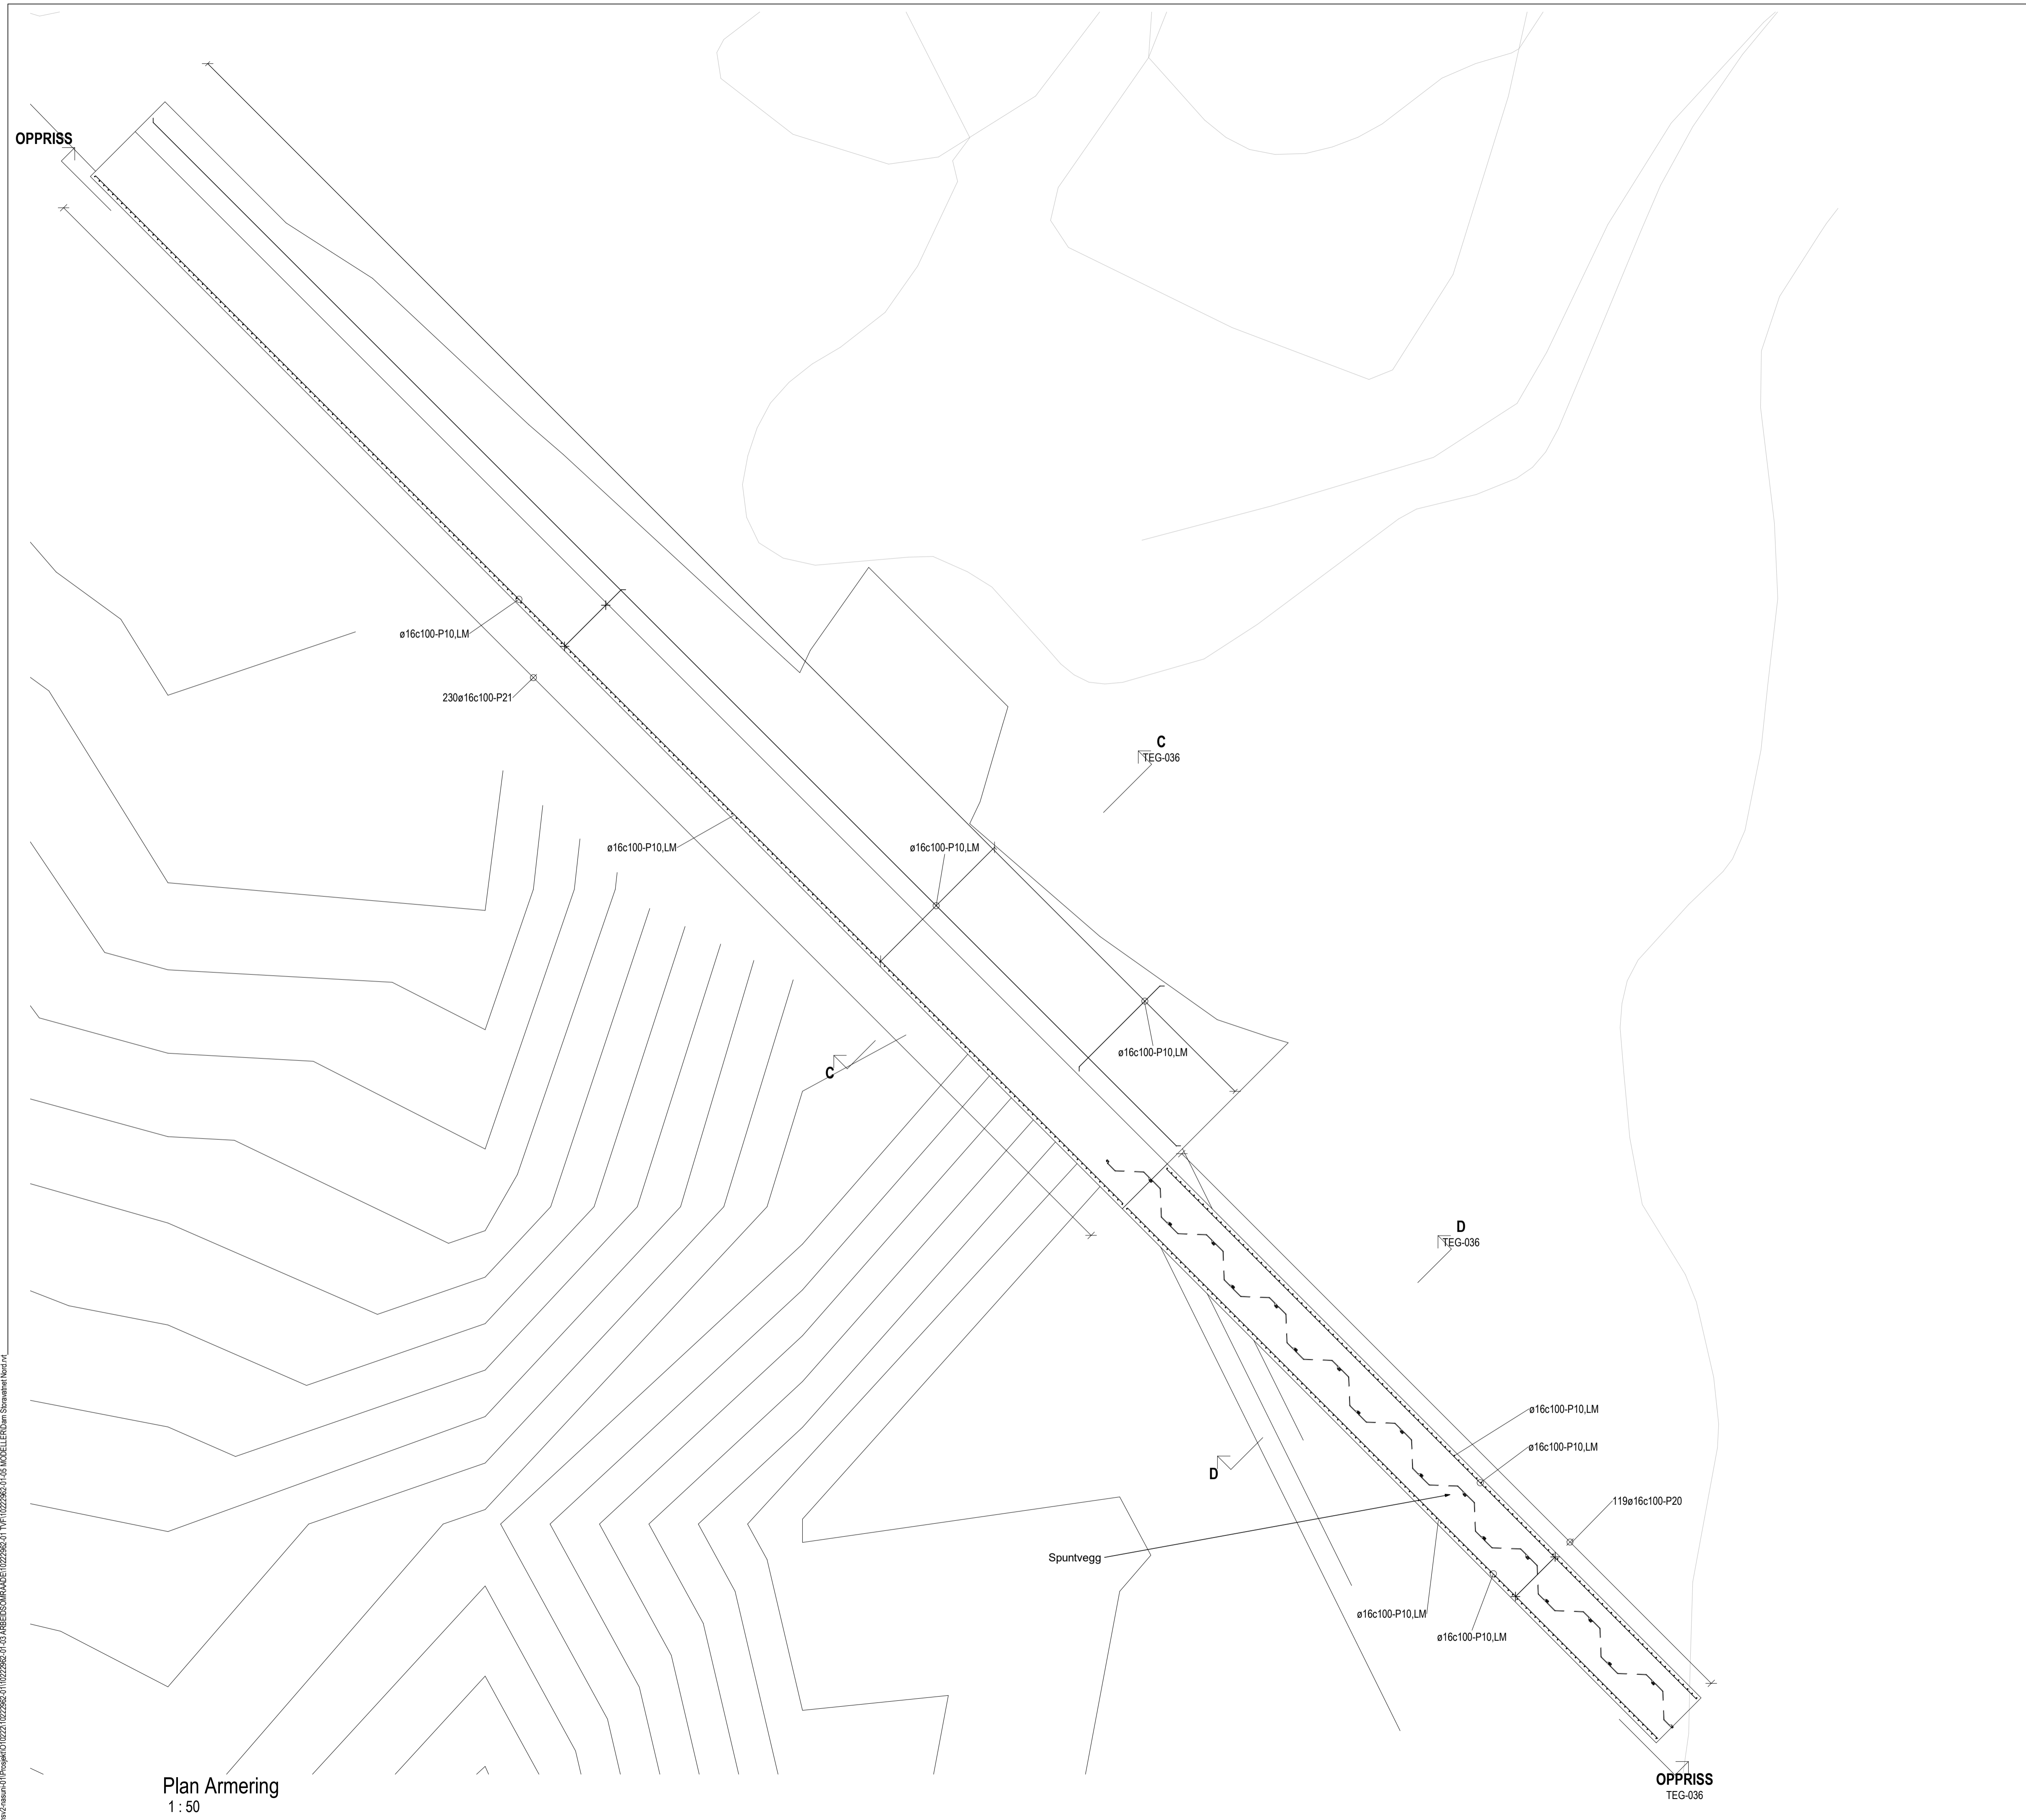 OPPRISS
ø16c100-P10,LM
230ø16c100-P21
C
TEG-036
ø16c100-P10,LM
ø16c100-P10,LM
ø16c100-P10,LM
C
D
TEG-036
ø16c100-P10,LM
ø16c100-P10,LM
D
119ø16c100-P20
Spuntvegg
ø16c100-P10,LM
ø16c100-P10,LM
OPPRISS
TEG-036
Plan Armering
1 : 50